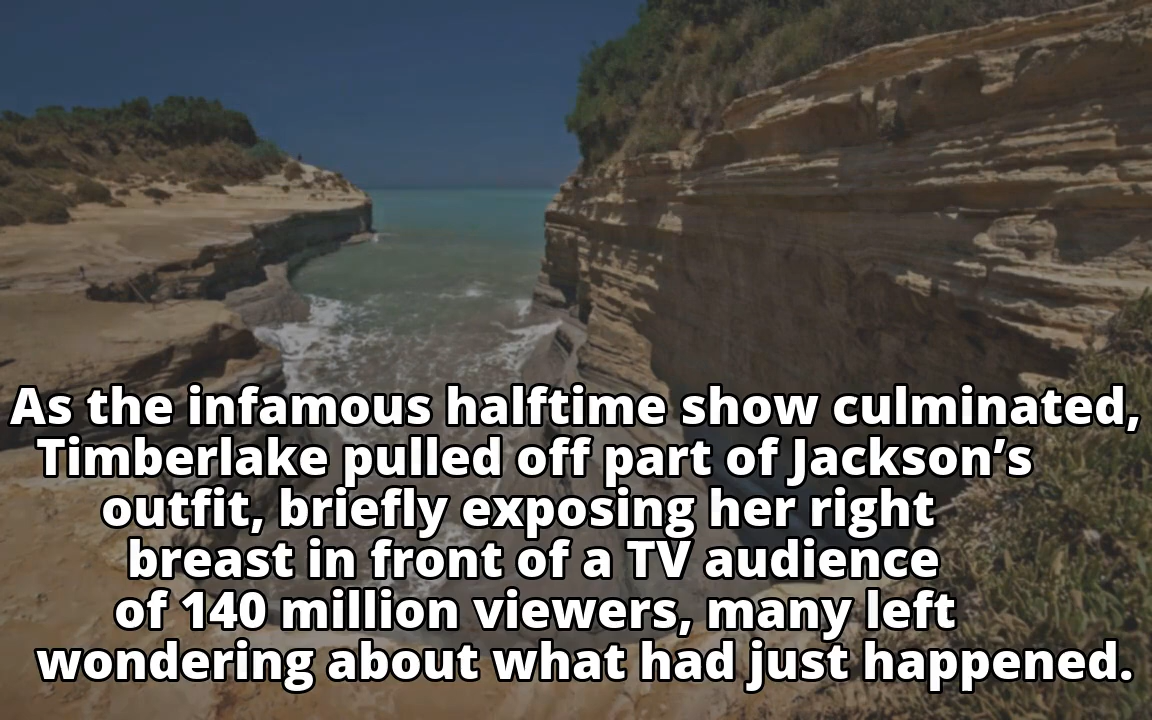 As the infamous halftime show culminated,
Timberlake pulled off part of Jackson’s
outfit, briefly exposing her right
breast in front of a TV audience
of 140 million viewers, many left
wondering about what had just happened.